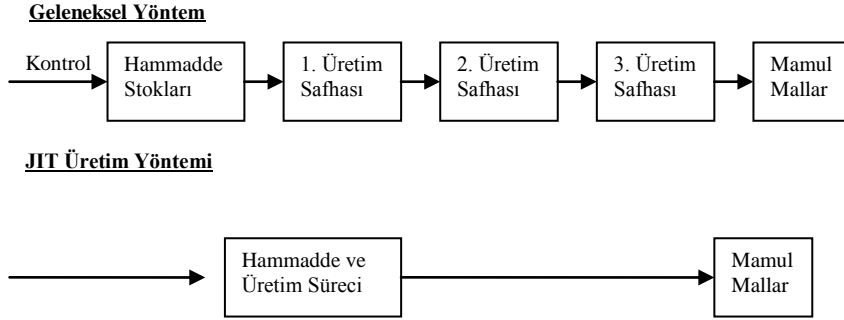 Geleneksel Yöntem
Kontrol
Hammadde
Stokları
1. Üretim
Safhası
2. Üretim
Safhası
3. Üretim
Safhası
Mamul
Mallar
JIT Üretim Yöntemi
Hammadde ve
Üretim Süreci
Mamul
Mallar